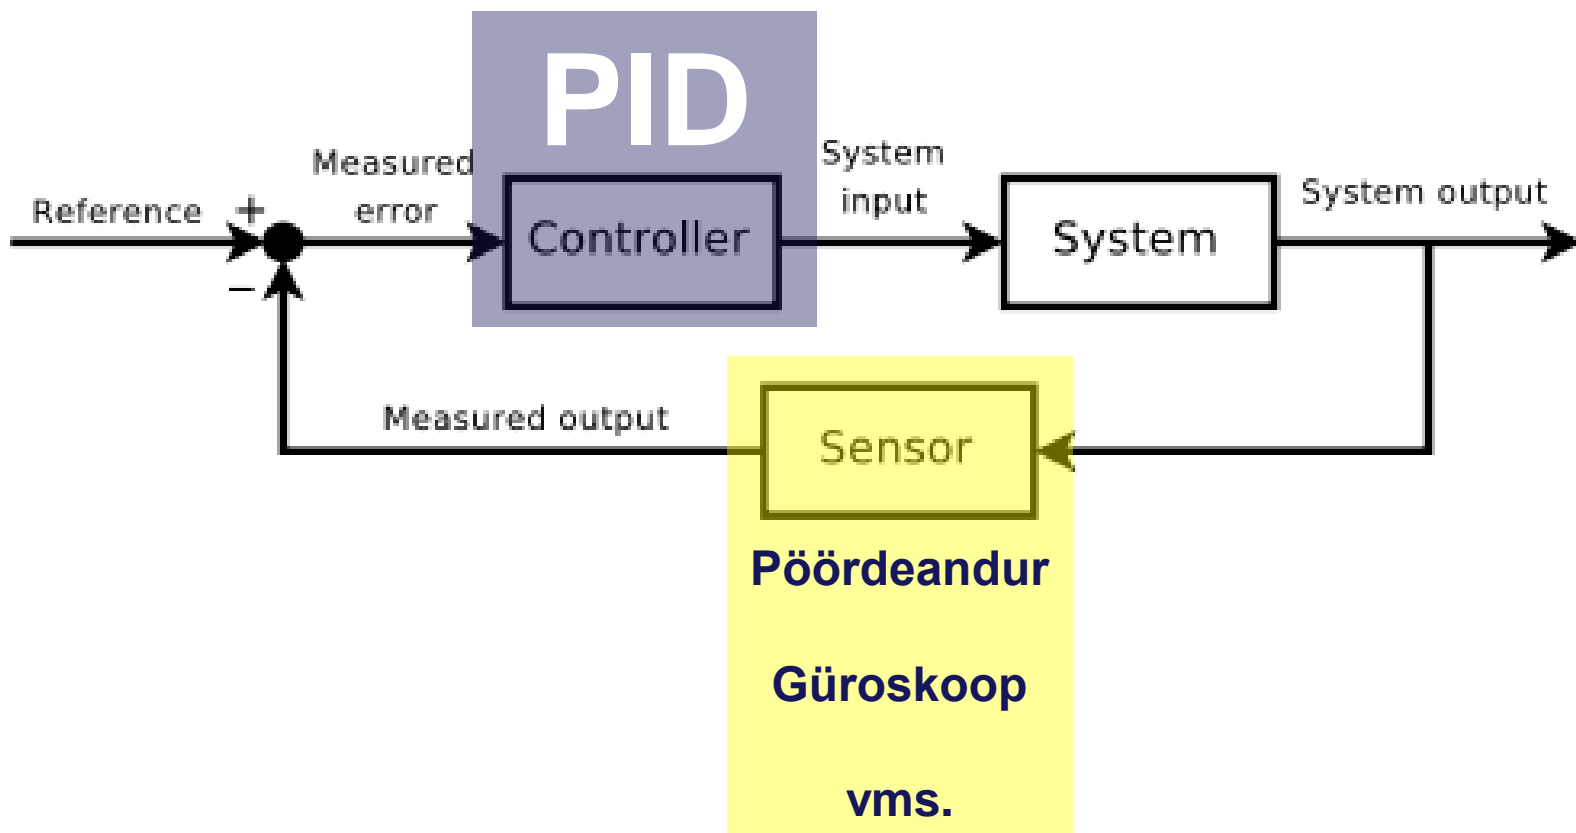 PID
Measured
error
System
input
Reference
+
Controller
System
System output
−
Measured output
Sensor
Pöördeandur
Güroskoop
vms.